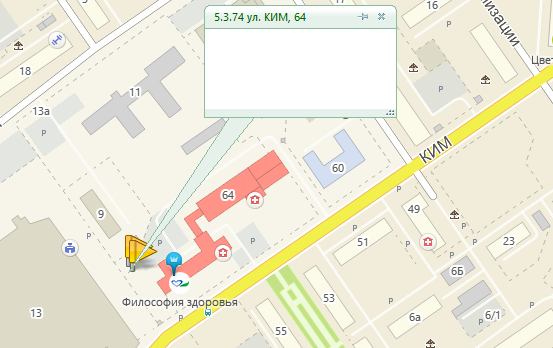 5.3.74 ул. КИМ, 64
18
11
13а
P
P
P
P
Цвет
КИМ
60
64
9
P
P
P
49
51
23
6Б
53
6а
6/1
55
13
P
P
Философия здоровья